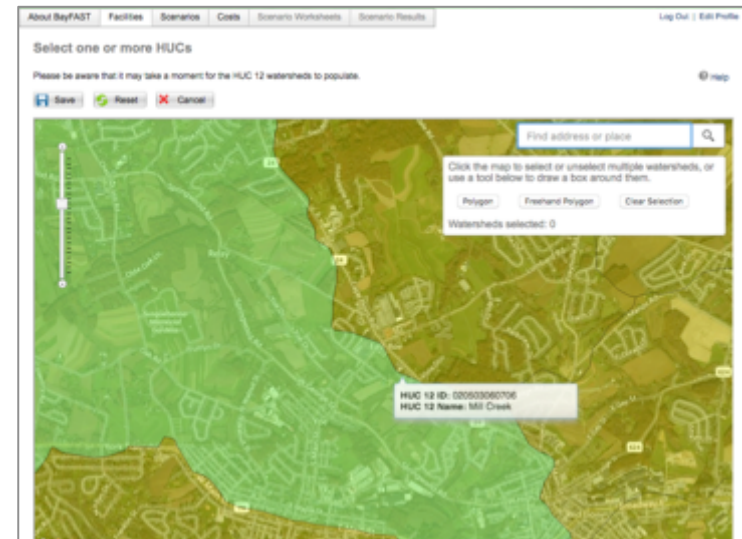 About BayFAST Facilities Scenarios Costs Scenario Worksheets Scenario Results Log Out | Edit Profile
Select one or more HUCs
Please be aware that it may take a moment for the HUC 12 watersheds to populate.
Help
Save Reset Cancel
Find address or place
Click the map to select or unselect multiple watersheds, or
use a tool below to draw a box around them.
Polygon Freehand Polygon Clear Selection
Watersheds selected: 0
HUC 12 ID: 020503060706
HUC 12 Name: Mill Creek